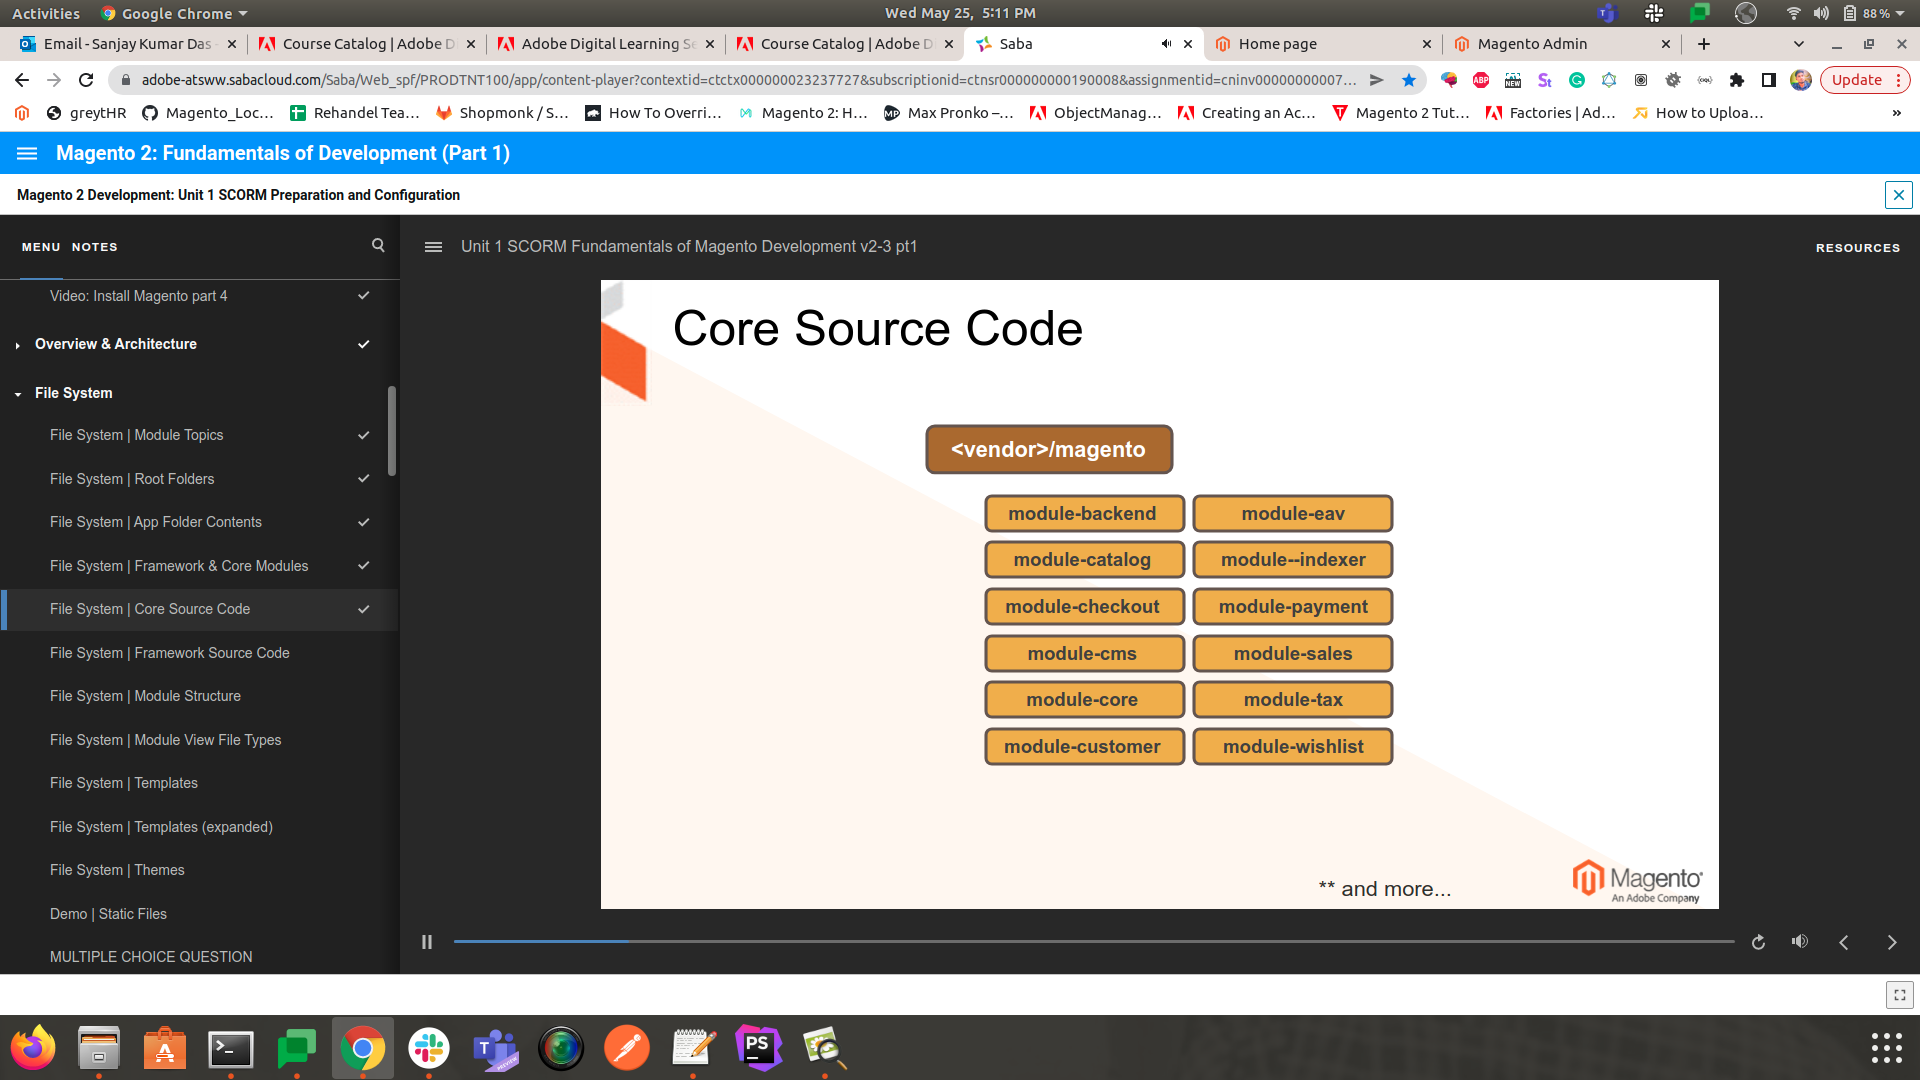 Activities
Google Chrome
Wed May 25, 5:11 PM
88 %
Email - Sanjay Kumar Das -
Course Catalog | Adobe D
Adobe Digital Learning Se
Course Catalog | Adobe D
Saba
Home page
Magento Admin
adobe-atsww.sabacloud.com/Saba/Web_spf/PRODTNT100/app/content-player?contextid=ctctx000000023237727&subscriptionid=ctnsr000000000190008&assignmentid=cninv00000000007...
Update
greytHR
Magento_Loc...
Rehandel Tea...
Shopmonk / S...
How To Overri...
Magento 2: H...
Max Pronko –...
ObjectManag...
Creating an Ac...
Magento 2 Tut...
Factories | Ad...
How to Uploa...
»
Magento 2: Fundamentals of Development (Part 1)
Magento 2 Development: Unit 1 SCORM Preparation and Configuration
MENU
NOTES
Unit 1 SCORM Fundamentals of Magento Development v2-3 pt1
RESOURCES
Video: Install Magento part 4
Overview & Architecture
File System
File System | Module Topics
File System | Root Folders
File System | App Folder Contents
File System | Framework & Core Modules
File System | Core Source Code
File System | Framework Source Code
File System | Module Structure
File System | Module View File Types
File System | Templates
File System | Templates (expanded)
File System | Themes
Demo | Static Files
MULTIPLE CHOICE QUESTION
Core Source Code
<vendor>/magento
module-backend
module-eav
module-catalog
module--indexer
module-checkout
module-payment
module-cms
module-sales
module-core
module-tax
module-customer
module-wishlist
** and more...
Magento
An Adobe Company